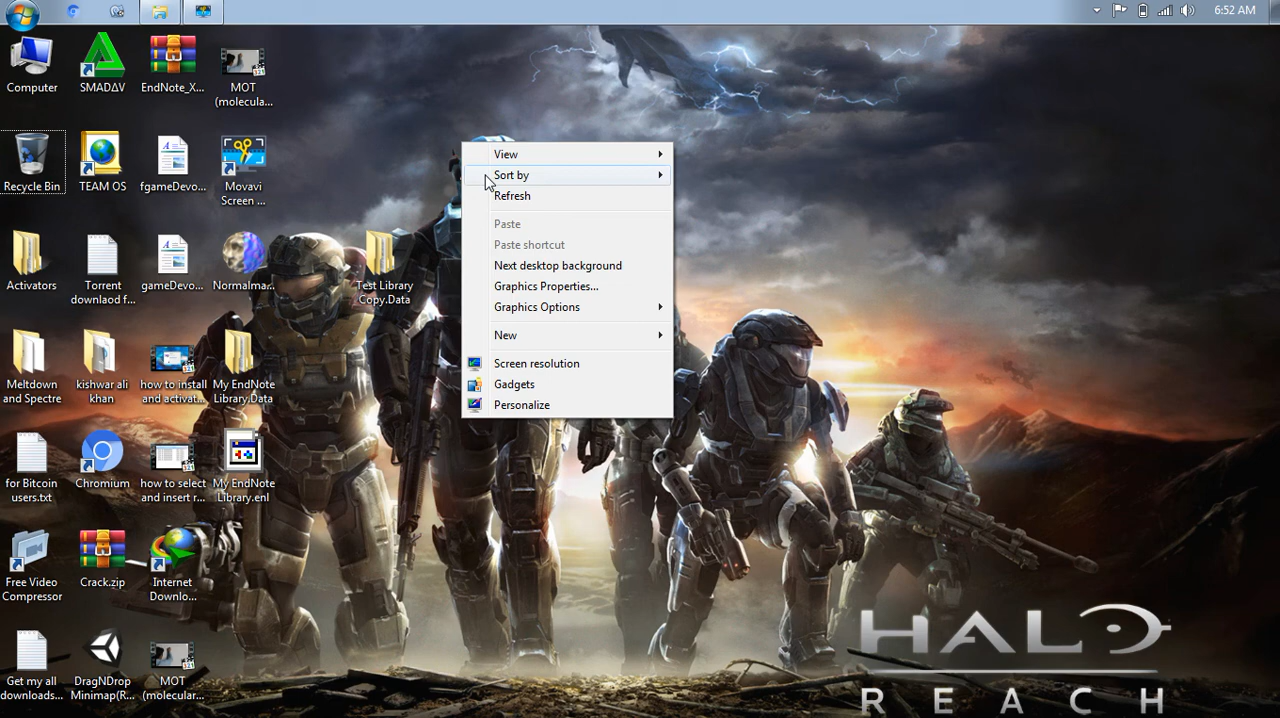 6:52 AM
Computer
SMADΔV
EndNote_X...
MOT
(molecula...
Recycle Bin
TEAM OS
fgameDevo...
Movavi
Screen ...
Activators
Torrent
downlaod f...
gameDevo...
Normalma...
Test Library
Copy.Data
Meltdown
and Spectre
kishwar ali
khan
how to install
and activat...
My EndNote
Library.Data
for Bitcoin
users.txt
Chromium
how to select
and insert r...
My EndNote
Library.enl
Free Video
Compressor
Crack.zip
Internet
Downlo...
Get my all
downloads...
DragNDrop
Minimap(R...
MOT
(molecular...
View
Sort by
Refresh
Paste
Paste shortcut
Next desktop background
Graphics Properties...
Graphics Options
New
Screen resolution
Gadgets
Personalize
HALO
REACH